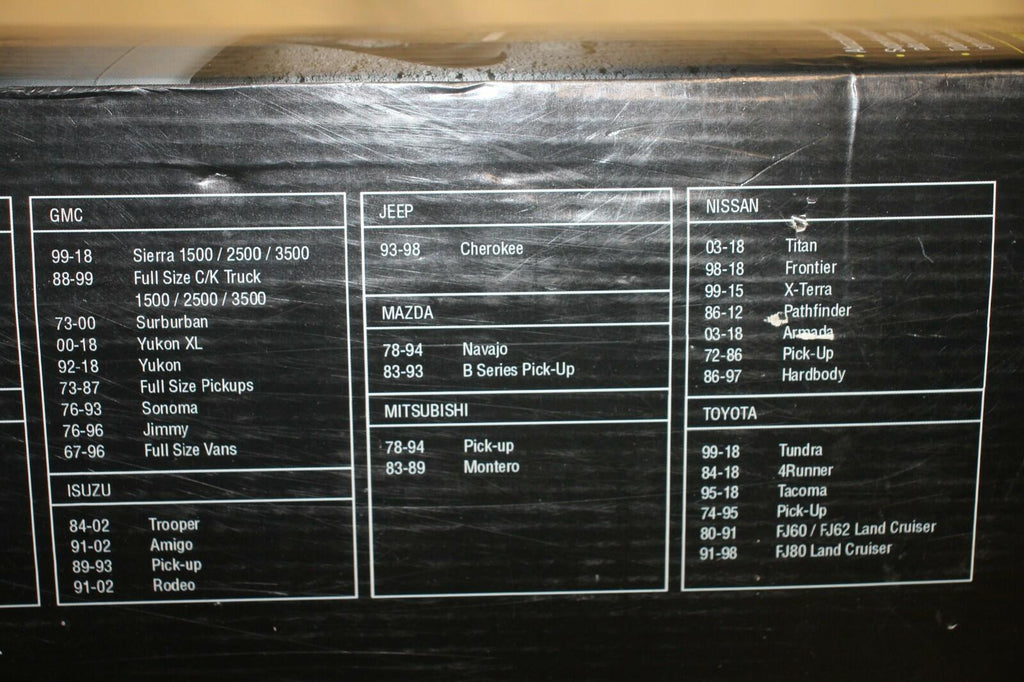 GMC
99-18 Sierra 1500 / 2500 / 3500
88-99 Full Size C/K Truck
1500 / 2500 / 3500
73-00 Surburban
00-18 Yukon XL
92-18 Yukon
73-87 Full Size Pickups
76-93 Sonoma
76-96 Jimmy
67-96 Full Size Vans
ISUZU
84-02 Trooper
91-02 Amigo
89-93 Pick-up
91-02 Rodeo
JEEP
93-98 Cherokee
MAZDA
78-94 Navajo
83-93 B Series Pick-Up
MITSUBISHI
78-94 Pick-up
83-89 Montero
NISSAN
03-18 Titan
98-18 Frontier
99-15 X-Terra
86-12 Pathfinder
03-18 Armada
72-86 Pick-Up
86-97 Hardbody
TOYOTA
99-18 Tundra
84-18 4Runner
95-18 Tacoma
74-95 Pick-Up
80-91 FJ60 / FJ62 Land Cruiser
91-98 FJ80 Land Cruiser